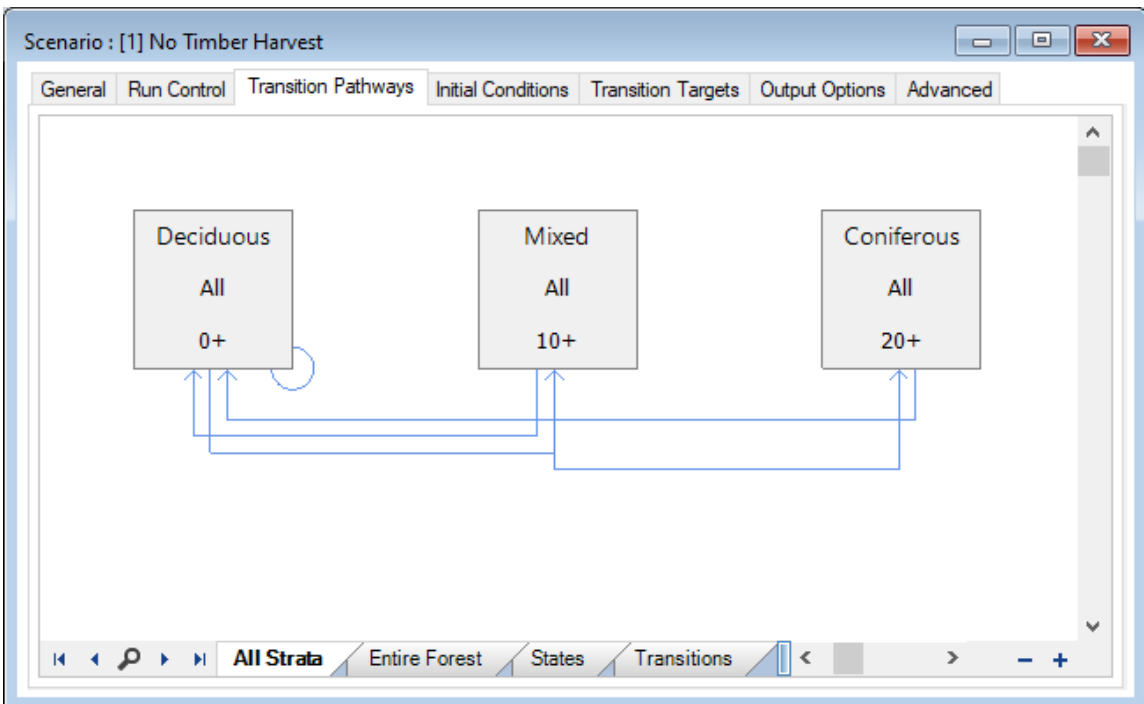 Scenario : [1] No Timber Harvest
General Run Control Transition Pathways Initial Conditions Transition Targets Output Options Advanced
Deciduous Mixed Coniferous
All All All
0+ 10+ 20+
All Strata Entire Forest States Transitions